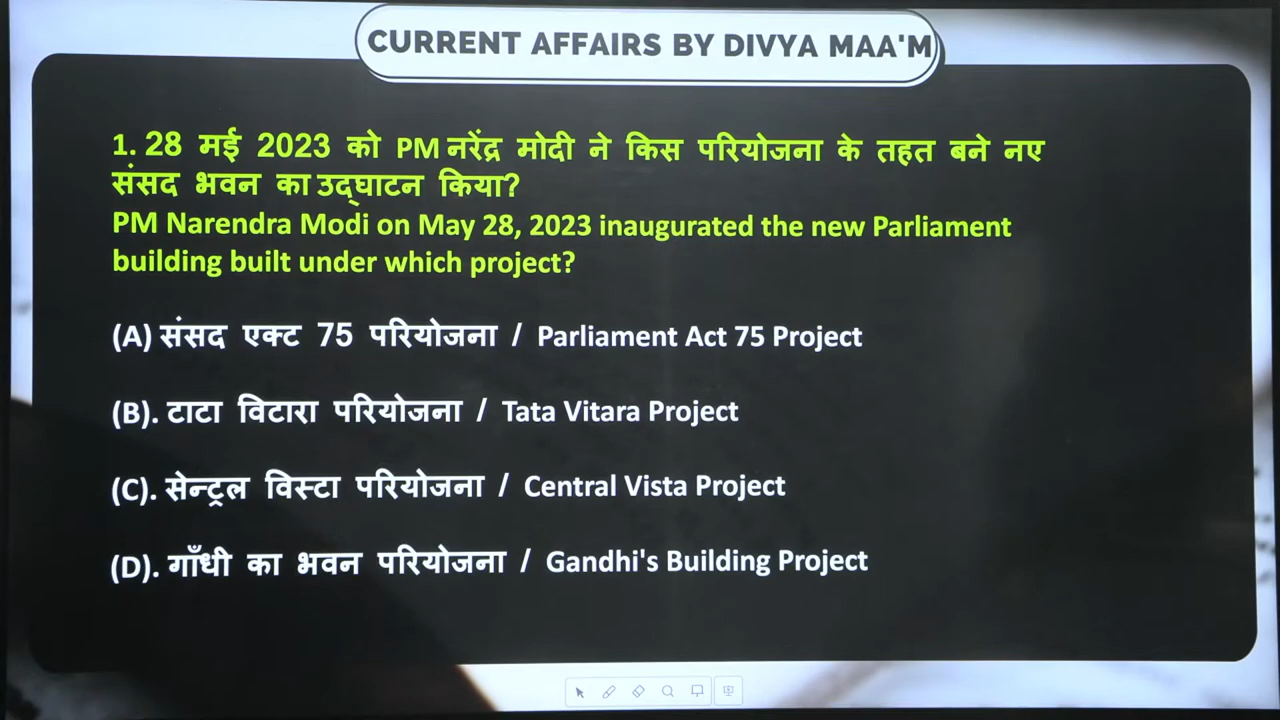 CURRENT AFFAIRS BY DIVYA MAA'M
1. 28 मई 2023 को PM नरेंद्र मोदी ने किस परियोजना के तहत बने नए
संसद भवन का उद्घाटन किया?
PM Narendra Modi on May 28, 2023 inaugurated the new Parliament
building built under which project?
(A) संसद एक्ट 75 परियोजना / Parliament Act 75 Project
(B). टाटा विटारा परियोजना / Tata Vitara Project
(C). सेन्ट्रल विस्टा परियोजना / Central Vista Project
(D). गाँधी का भवन परियोजना / Gandhi's Building Project